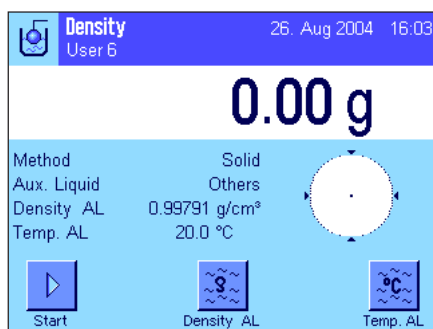 Density 26. Aug 2004 16:03
User 6
0.00 g
Method Solid
Aux. Liquid Others
Density AL 0.99791 g/cm³
Temp. AL 20.0 °C
°C
Start Density AL Temp. AL